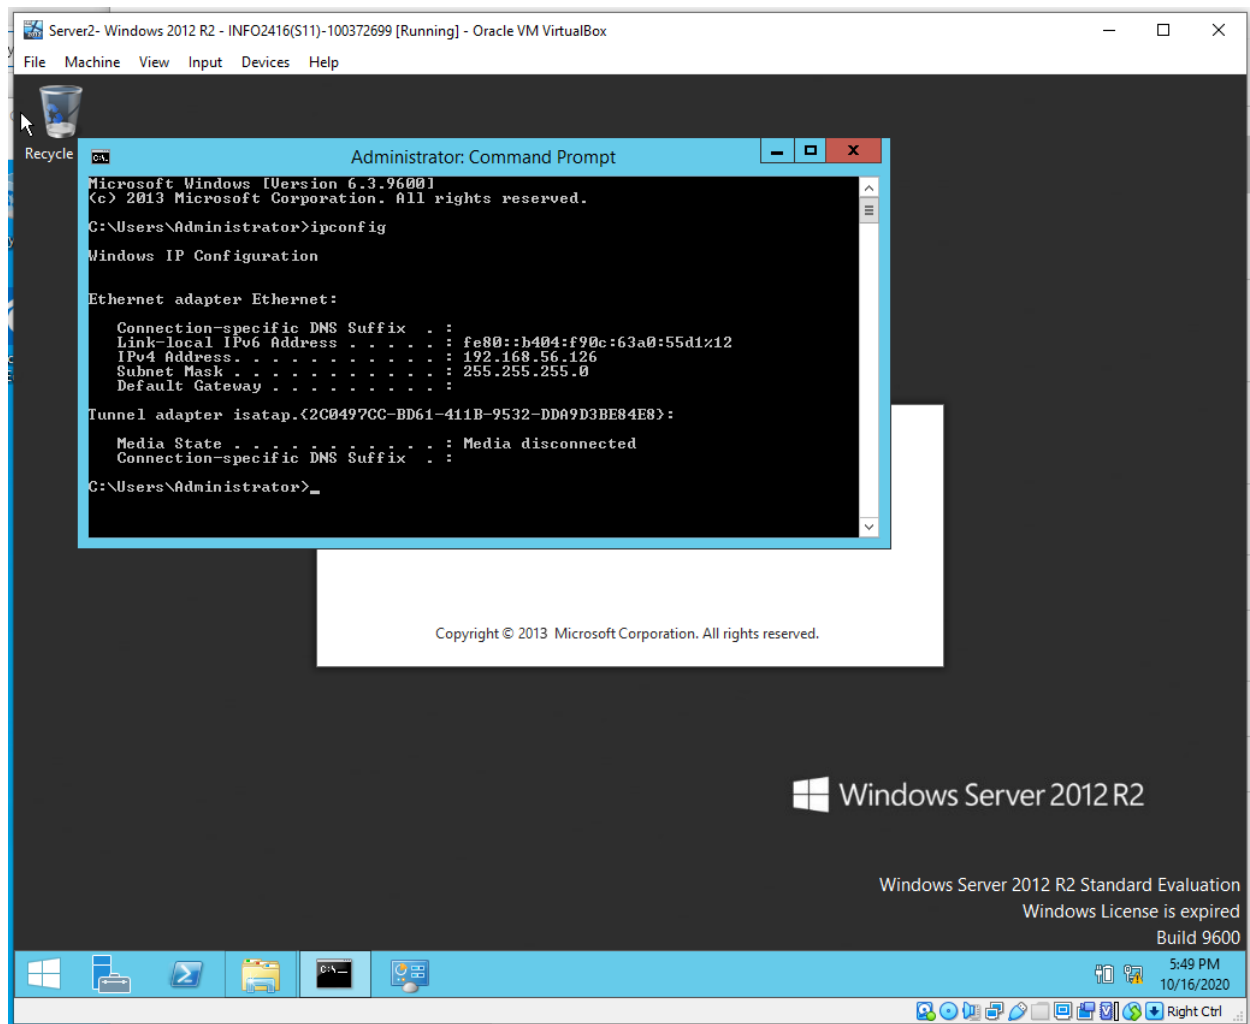 Server2- Windows 2012 R2 - INFO2416(S11)-100372699 [Running] - Oracle VM VirtualBox
File Machine View Input Devices Help
Recycle
Administrator: Command Prompt
Microsoft Windows [Version 6.3.9600]
(c) 2013 Microsoft Corporation. All rights reserved.
C:\Users\Administrator>ipconfig
Windows IP Configuration
Ethernet adapter Ethernet:
Connection-specific DNS Suffix . :
Link-local IPv6 Address . . . . . : fe80::b404:f90c:63a0:55d1%12
IPv4 Address. . . . . . . . . . . : 192.168.56.126
Subnet Mask . . . . . . . . . . . : 255.255.255.0
Default Gateway . . . . . . . . . :
Tunnel adapter isatap.{2C0497CC-BD61-411B-9532-DDA9D3BE84E8}:
Media State . . . . . . . . . . . : Media disconnected
Connection-specific DNS Suffix . :
C:\Users\Administrator>_
Copyright © 2013 Microsoft Corporation. All rights reserved.
Windows Server 2012 R2
Windows Server 2012 R2 Standard Evaluation
Windows License is expired
Build 9600
5:49 PM
10/16/2020
Right Ctrl